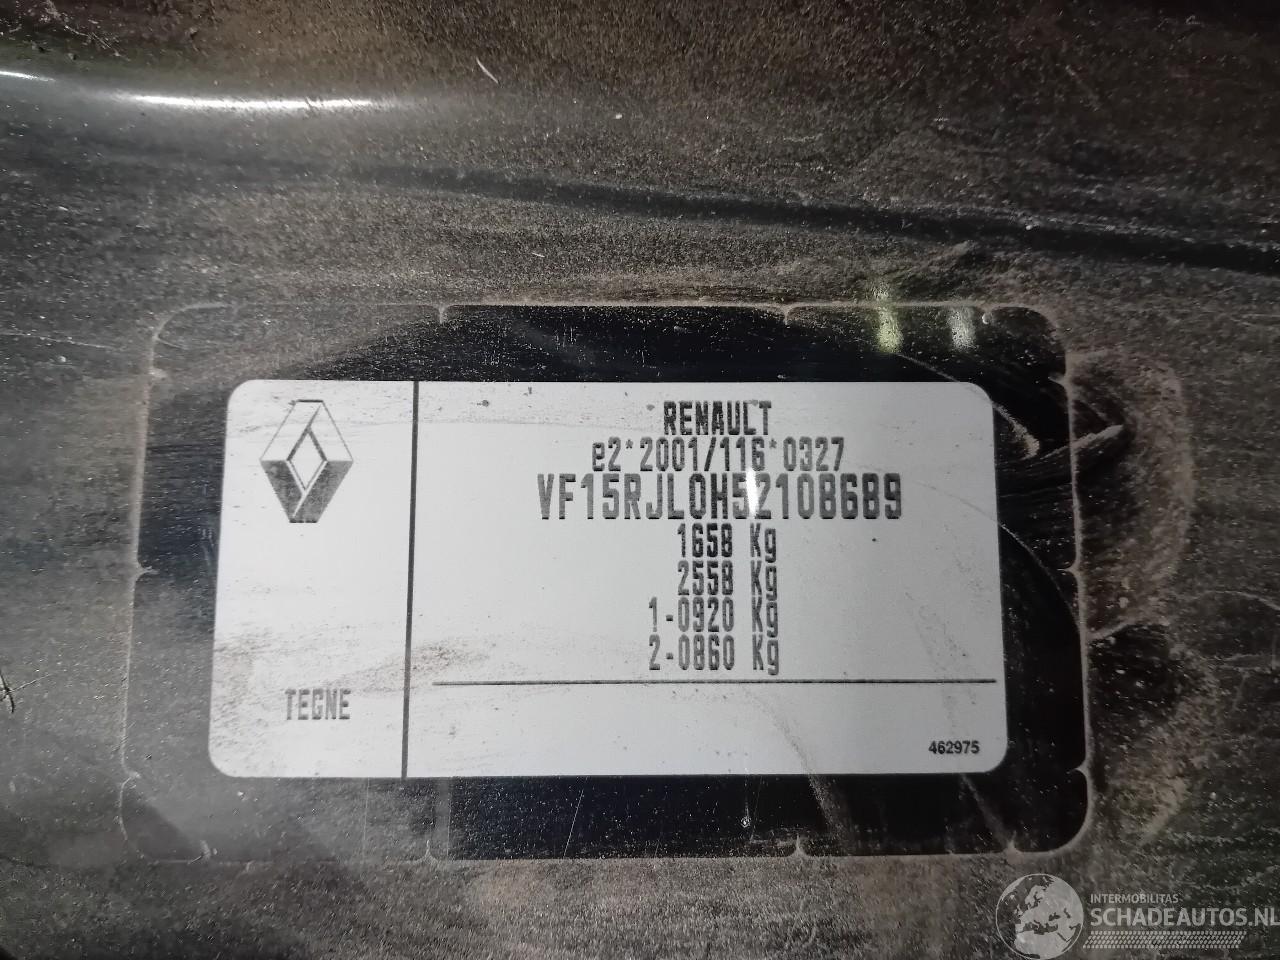 RENAULT
e2*2001/116*0327
VF15RJL0H52108689
1658 Kg
2558 Kg
1-0920 Kg
2-0860 Kg
TEGNE
462975
INTERMOBILITAS
SCHADEAUTOS.NL